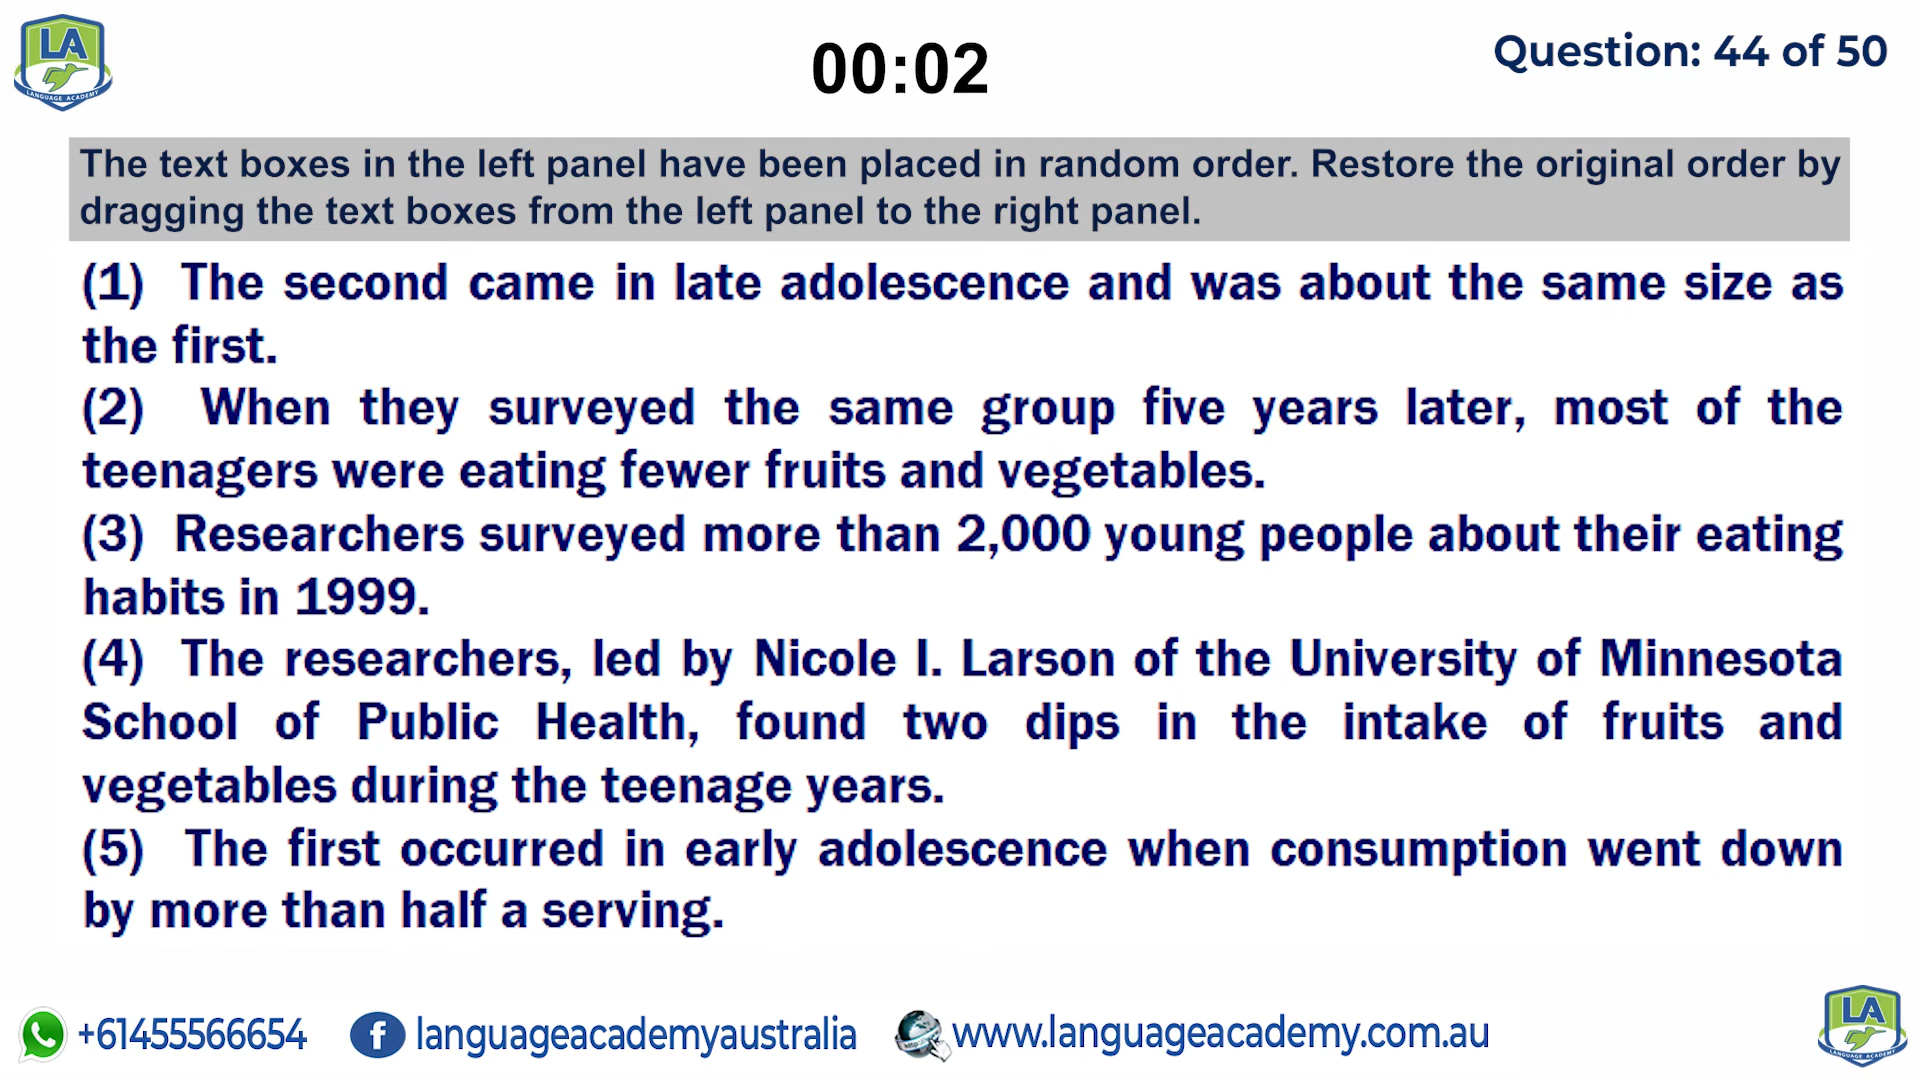 LA
LANGUAGE ACADEMY
00:02
Question: 44 of 50
The text boxes in the left panel have been placed in random order. Restore the original order by
dragging the text boxes from the left panel to the right panel.
(1) The second came in late adolescence and was about the same size as
the first.
(2) When they surveyed the same group five years later, most of the
teenagers were eating fewer fruits and vegetables.
(3) Researchers surveyed more than 2,000 young people about their eating
habits in 1999.
(4) The researchers, led by Nicole I. Larson of the University of Minnesota
School of Public Health, found two dips in the intake of fruits and
vegetables during the teenage years.
(5) The first occurred in early adolescence when consumption went down
by more than half a serving.
+61455566654
f languageacademyaustralia
www.languageacademy.com.au
LA
LANGUAGE ACADEMY